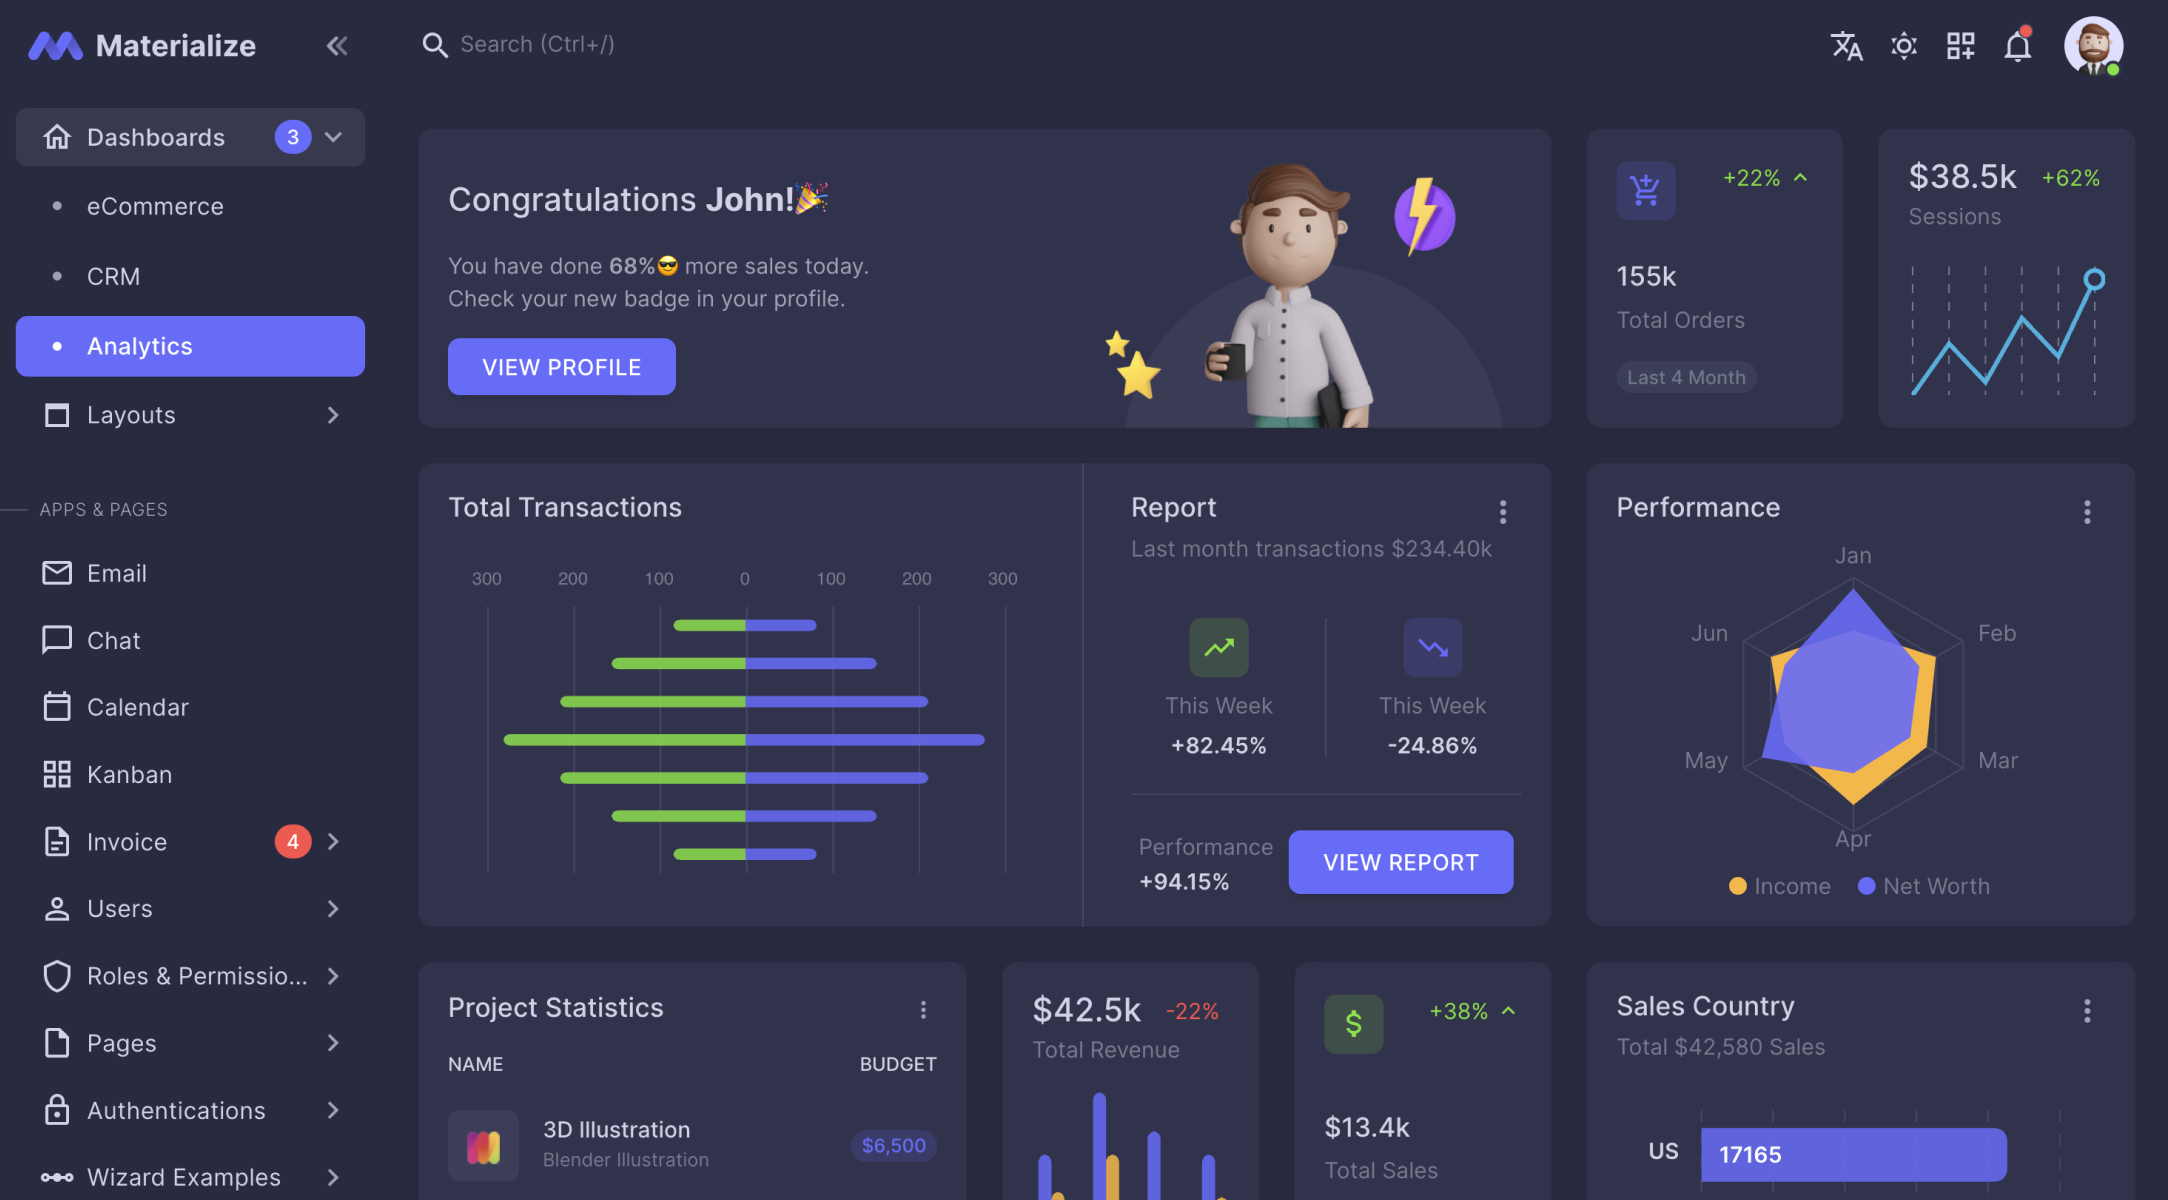 Materialize
Search (Ctrl+/)
Dashboards 3
eCommerce
CRM
Analytics
Layouts
APPS & PAGES
Email
Chat
Calendar
Kanban
Invoice 4
Users
Roles & Permissio...
Pages
Authentications
Wizard Examples
Congratulations John!🎉
You have done 68%😎 more sales today.
Check your new badge in your profile.
VIEW PROFILE
+22%
155k
Total Orders
Last 4 Month
$38.5k +62%
Sessions
Total Transactions
300 200 100 0 100 200 300
Report
Last month transactions $234.40k
This Week
+82.45%
This Week
-24.86%
Performance
+94.15%
VIEW REPORT
Performance
Jan
Jun Feb
May Mar
Apr
Income Net Worth
Project Statistics
NAME BUDGET
3D Illustration
Blender Illustration
$6,500
$42.5k -22%
Total Revenue
$
+38%
$13.4k
Total Sales
Sales Country
Total $42,580 Sales
US 17165